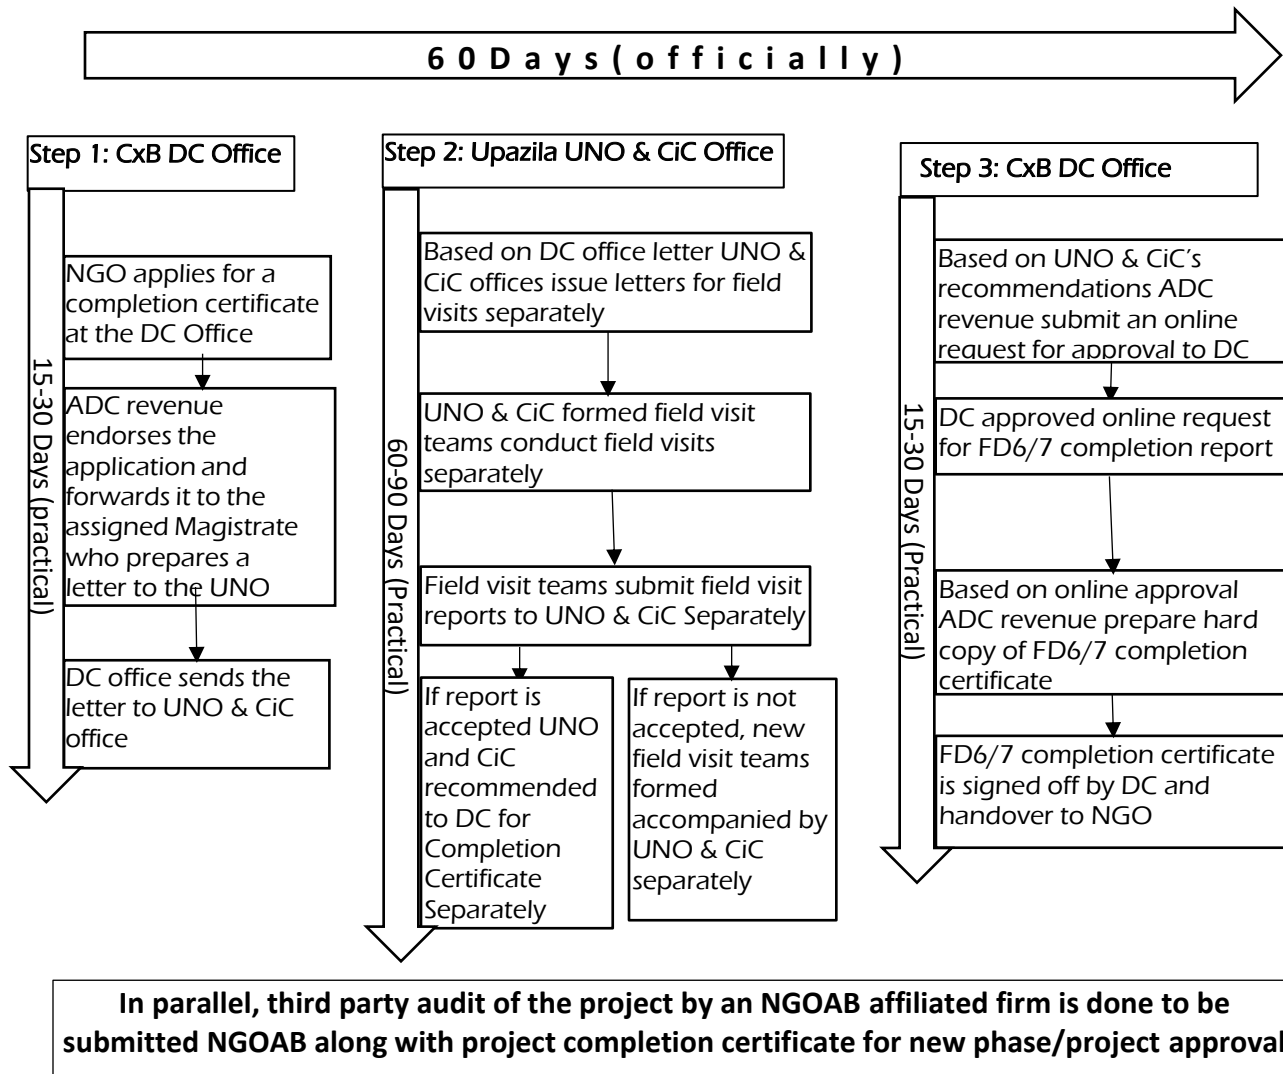 60 Days (officially)
Step 1: CxB DC Office
15-30 Days (practical)
NGO applies for a
completion certificate
at the DC Office
ADC revenue
endorses the
application and
forwards it to the
assigned Magistrate
who prepares a
letter to the UNO
DC office sends the
letter to UNO & CiC
office
Step 2: Upazila UNO & CiC Office
60-90 Days (Practical)
Based on DC office letter UNO &
CiC offices issue letters for field
visits separately
UNO & CiC formed field visit
teams conduct field visits
separately
Field visit teams submit field visit
reports to UNO & CiC Separately
If report is
accepted UNO
and CiC
recommended
to DC for
Completion
Certificate
Separately
If report is not
accepted, new
field visit teams
formed
accompanied by
UNO & CiC
separately
Step 3: CxB DC Office
15-30 Days (Practical)
Based on UNO & CiC’s
recommendations ADC
revenue submit an online
request for approval to DC
DC approved online request
for FD6/7 completion report
Based on online approval
ADC revenue prepare hard
copy of FD6/7 completion
certificate
FD6/7 completion certificate
is signed off by DC and
handover to NGO
In parallel, third party audit of the project by an NGOAB affiliated firm is done to be
submitted NGOAB along with project completion certificate for new phase/project approval